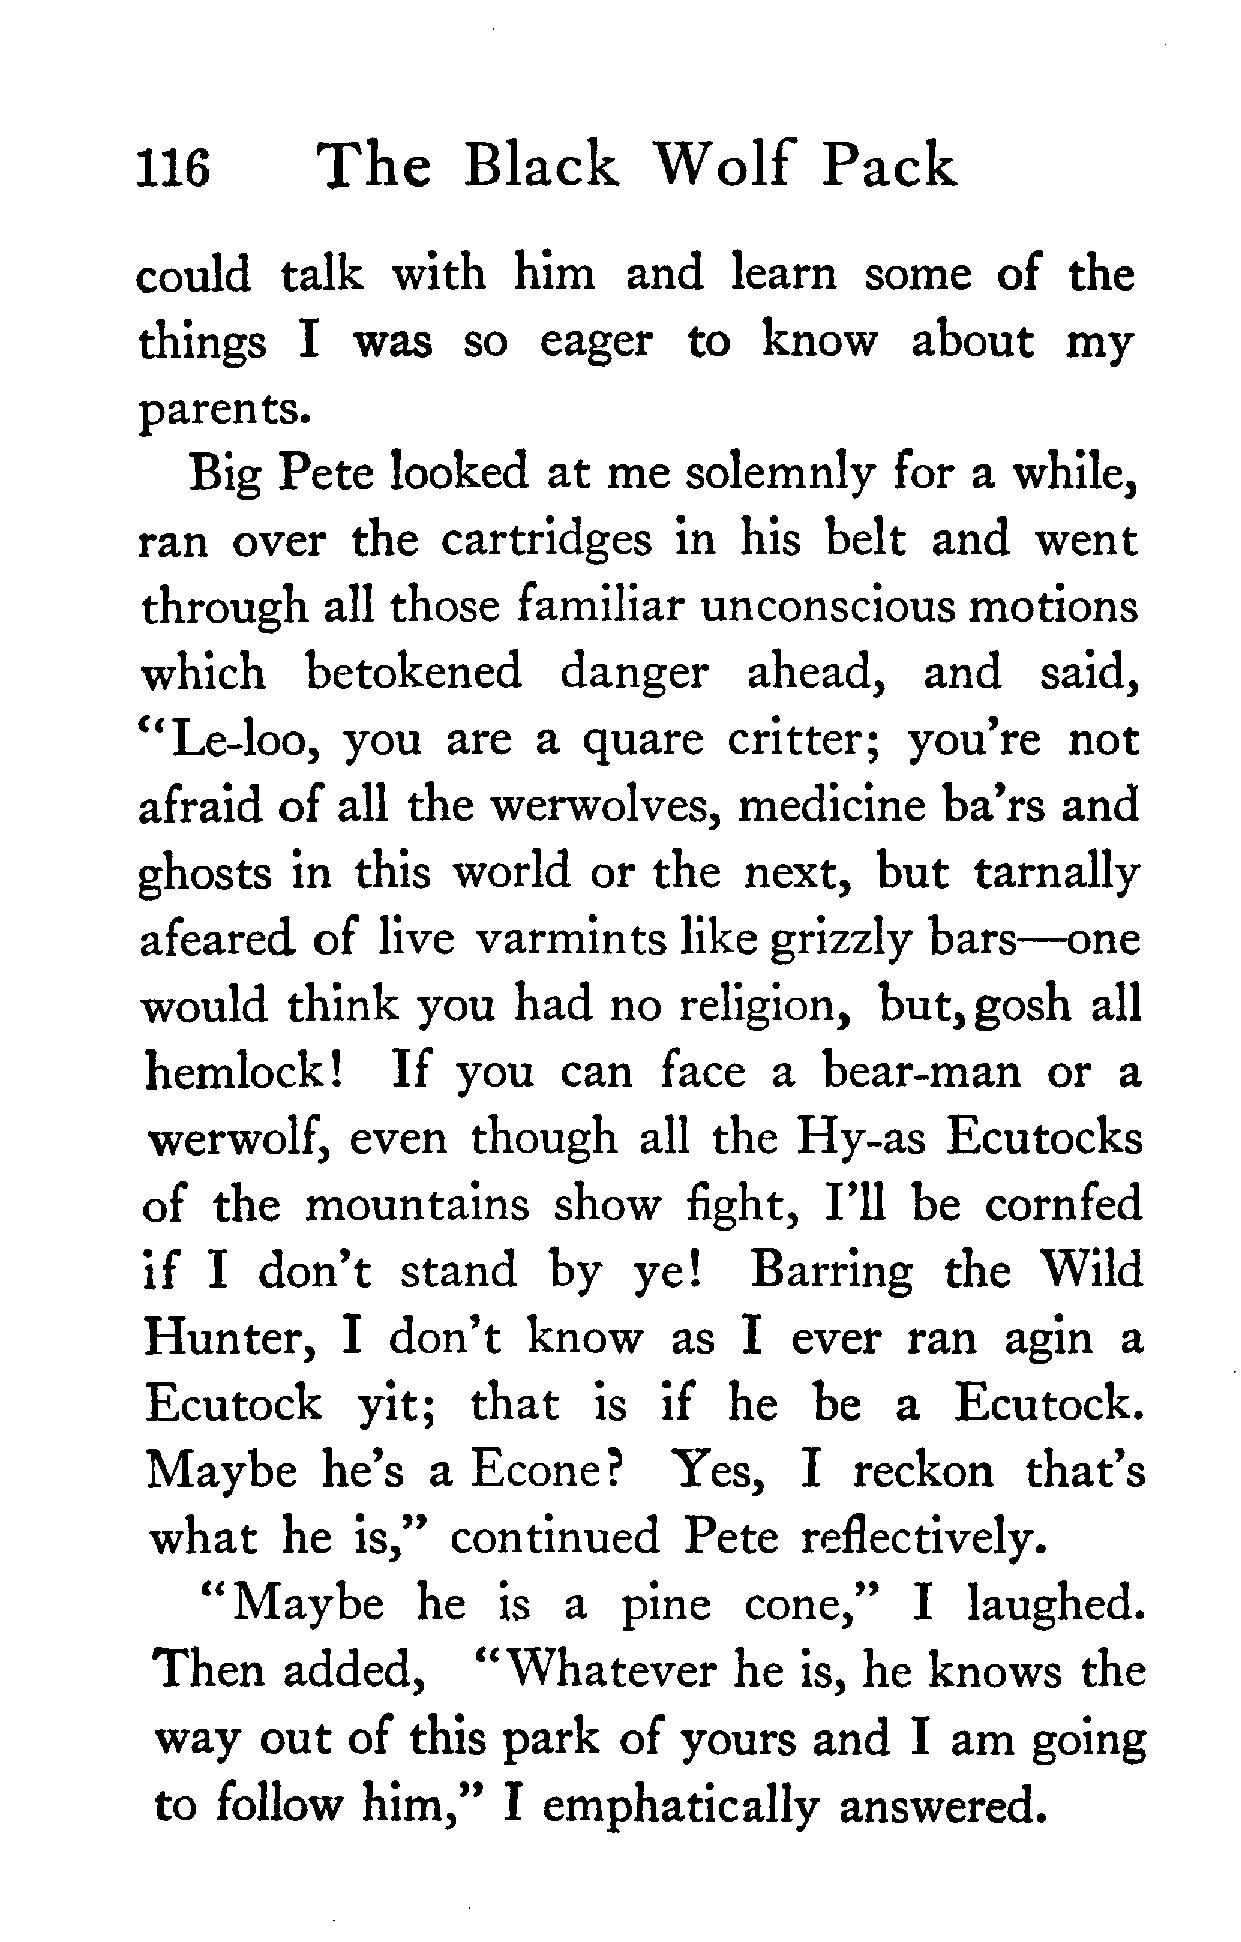 116 The Black Wolf Pack
could talk with him and learn some of the
things I was so eager to know about my
parents.
Big Pete looked at me solemnly for a while,
ran over the cartridges in his belt and went
through all those familiar unconscious motions
which betokened danger ahead, and said,
“Le-loo, you are a quare critter; you’re not
afraid of all the werwolves, medicine ba’rs and
ghosts in this world or the next, but tarnally
afeared of live varmints like grizzly bars—one
would think you had no religion, but, gosh all
hemlock! If you can face a bear-man or a
werwolf, even though all the Hy-as Ecutocks
of the mountains show fight, I’ll be cornfed
if I don’t stand by ye! Barring the Wild
Hunter, I don’t know as I ever ran agin a
Ecutock yit; that is if he be a Ecutock.
Maybe he’s a Econe? Yes, I reckon that’s
what he is,” continued Pete reflectively.
“Maybe he is a pine cone,” I laughed.
Then added, “Whatever he is, he knows the
way out of this park of yours and I am going
to follow him,” I emphatically answered.